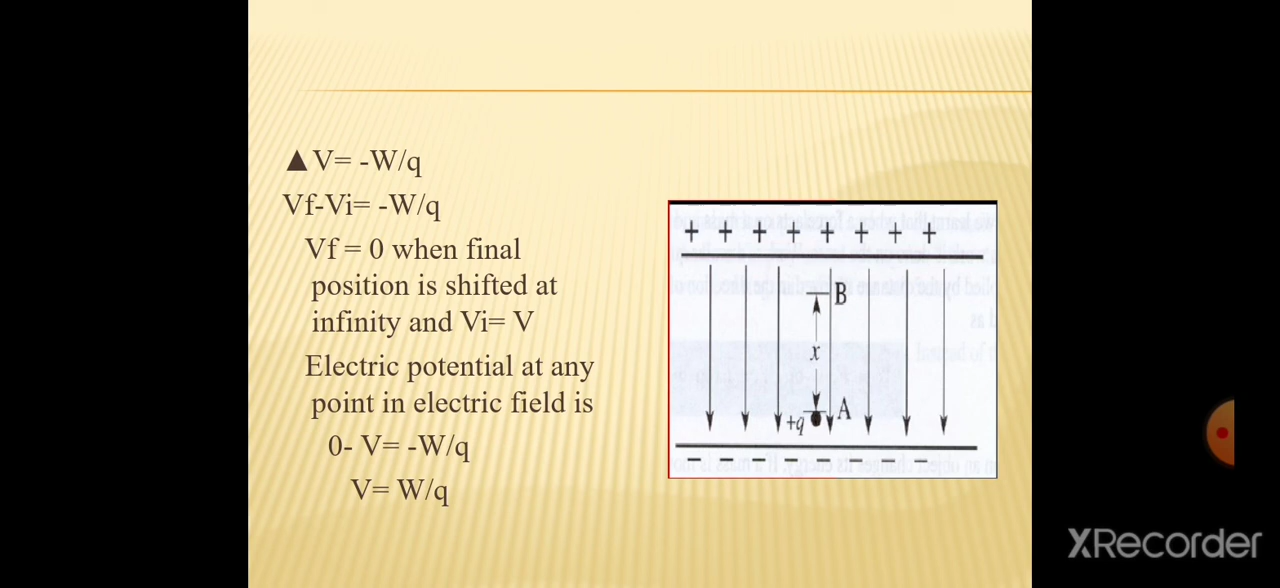 ▲V= -W/q
Vf-Vi= -W/q
Vf = 0 when final
position is shifted at
infinity and Vi= V
Electric potential at any
point in electric field is
0- V= -W/q
V= W/q
+ + + + + + + +
B
x
+q A
− − − − − − − −
XRecorder